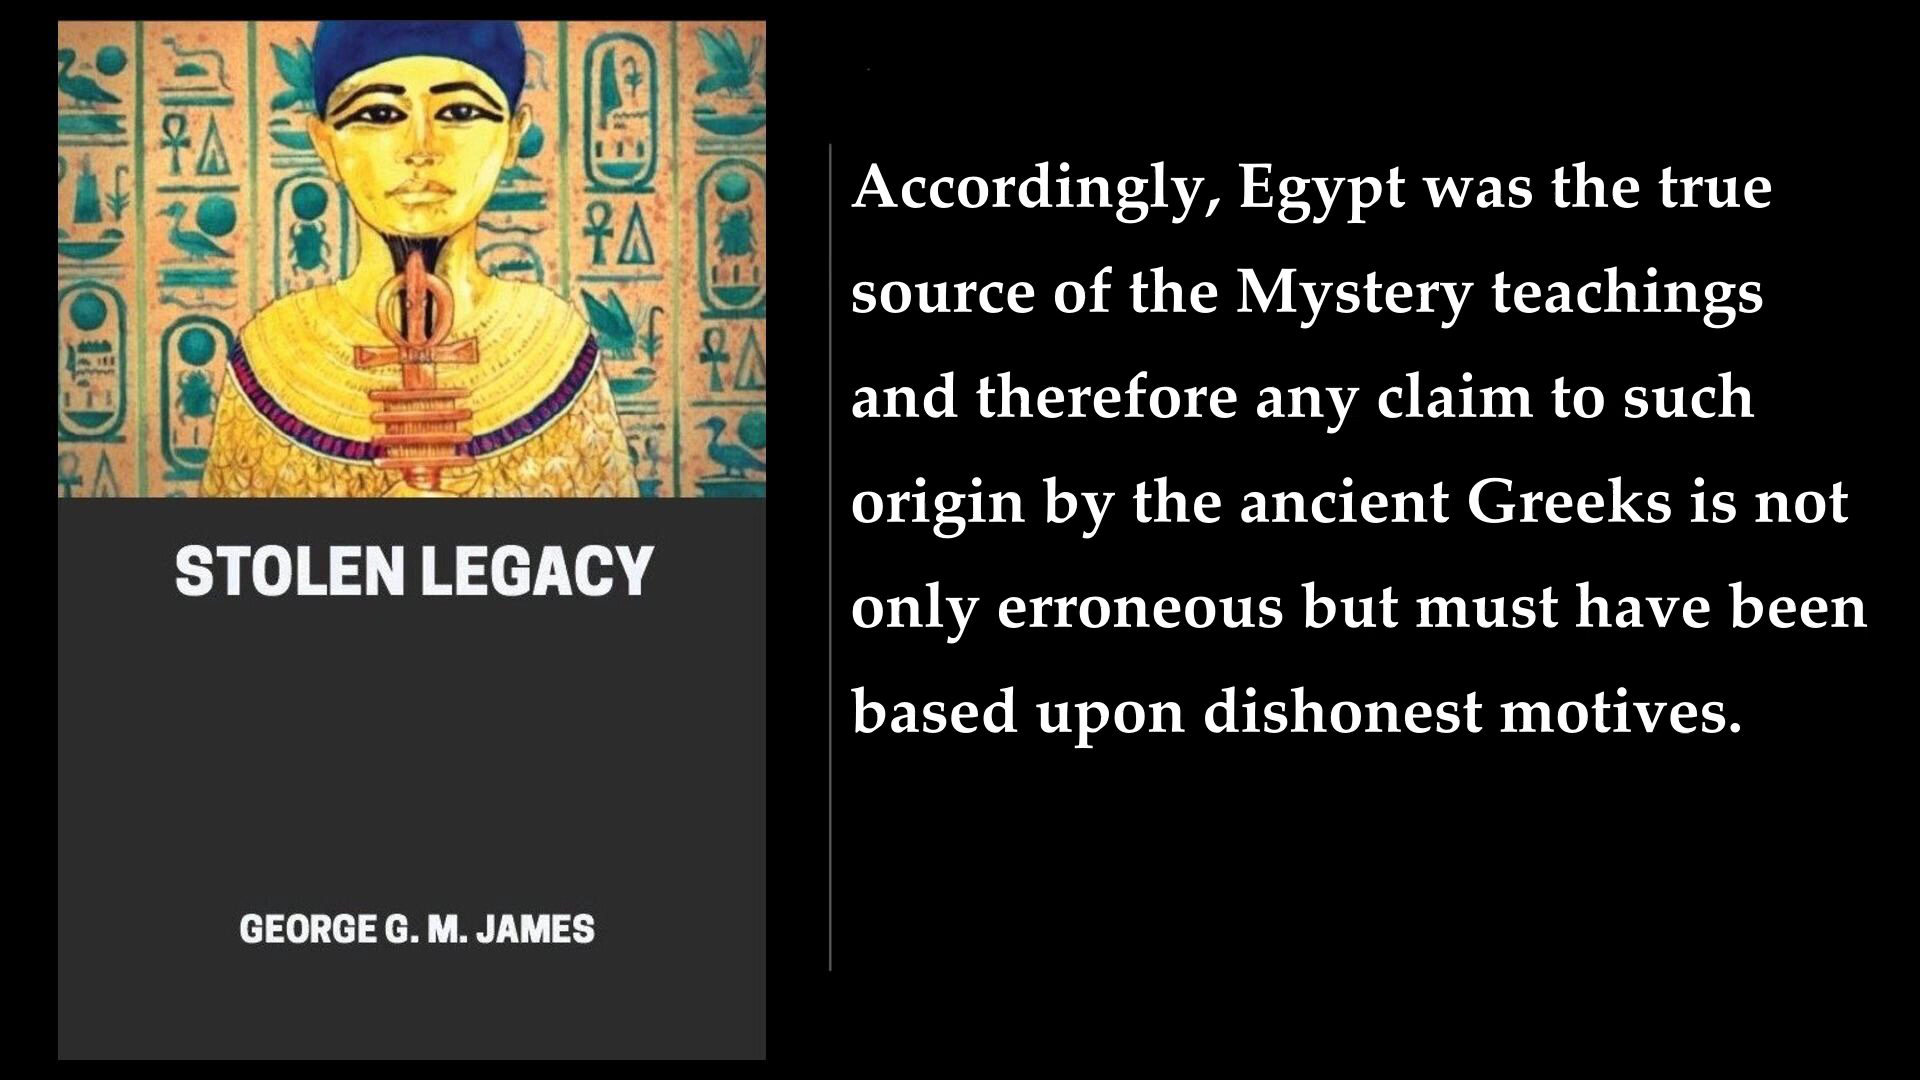 STOLEN LEGACY
GEORGE G. M. JAMES
Accordingly, Egypt was the true
source of the Mystery teachings
and therefore any claim to such
origin by the ancient Greeks is not
only erroneous but must have been
based upon dishonest motives.